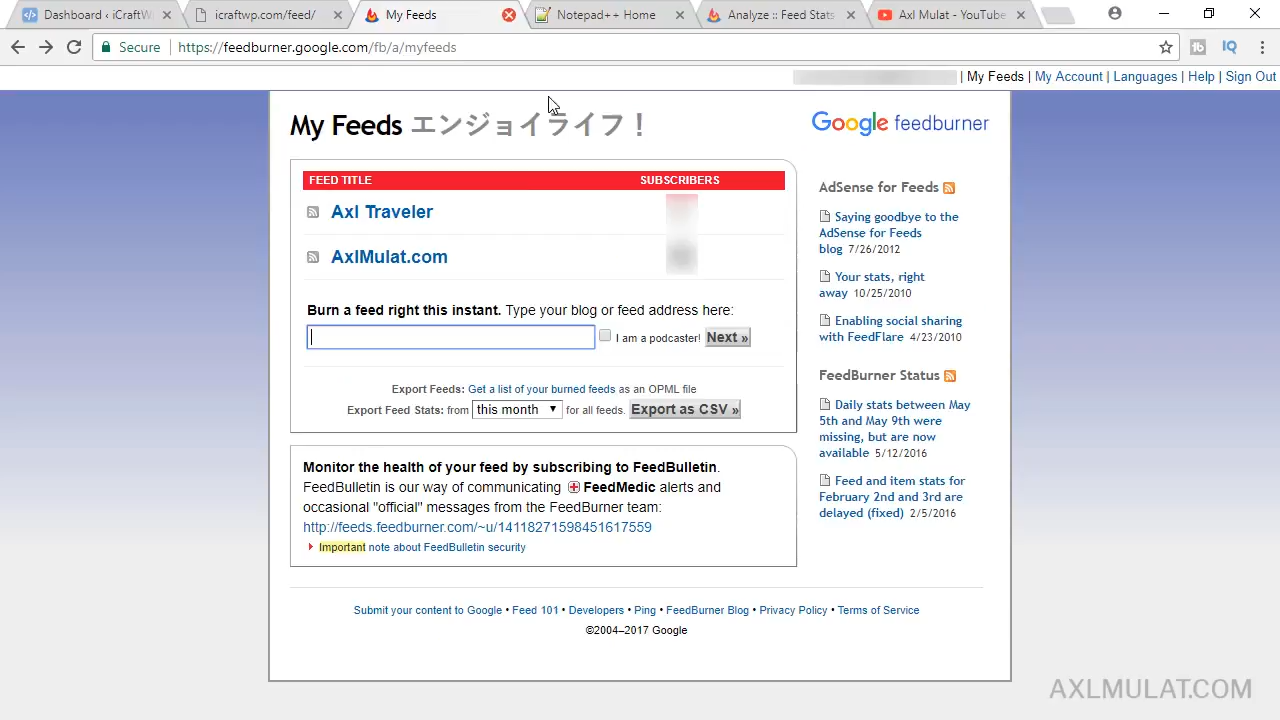 Dashboard ‹ iCraftW
icraftwp.com/feed/
My Feeds
Notepad++ Home
Analyze :: Feed Stats
Axl Mulat - YouTube
Secure
https://feedburner.google.com/fb/a/myfeeds
| My Feeds | My Account | Languages | Help | Sign Out
My Feeds エンジョイライフ!
Google feedburner
FEED TITLE SUBSCRIBERS
Axl Traveler
AxlMulat.com
Burn a feed right this instant. Type your blog or feed address here:
I am a podcaster! Next »
Export Feeds: Get a list of your burned feeds as an OPML file
Export Feed Stats: from this month for all feeds. Export as CSV »
Monitor the health of your feed by subscribing to FeedBulletin.
FeedBulletin is our way of communicating FeedMedic alerts and
occasional "official" messages from the FeedBurner team:
http://feeds.feedburner.com/~u/14118271598451617559
Important note about FeedBulletin security
AdSense for Feeds
Saying goodbye to the
AdSense for Feeds
blog 7/26/2012
Your stats, right
away 10/25/2010
Enabling social sharing
with FeedFlare 4/23/2010
FeedBurner Status
Daily stats between May
5th and May 9th were
missing, but are now
available 5/12/2016
Feed and item stats for
February 2nd and 3rd are
delayed (fixed) 2/5/2016
Submit your content to Google • Feed 101 • Developers • Ping • FeedBurner Blog • Privacy Policy • Terms of Service
©2004–2017 Google
AXLMULAT.COM